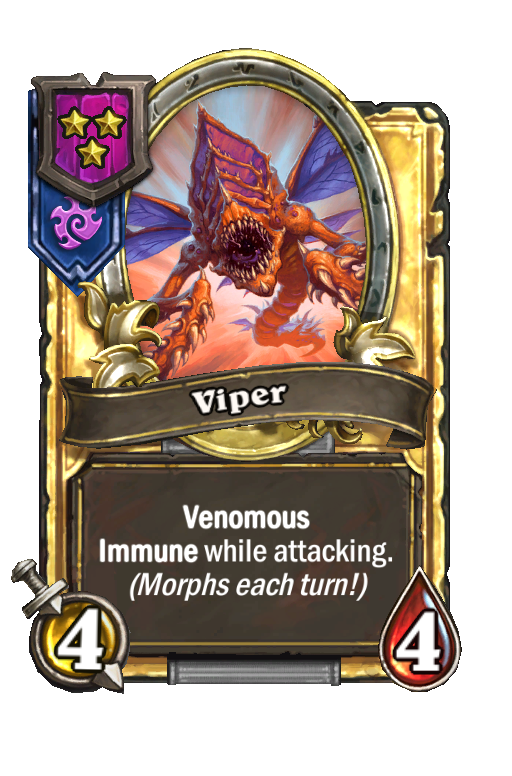 Viper
Venomous
Immune while attacking.
(Morphs each turn!)
4
4